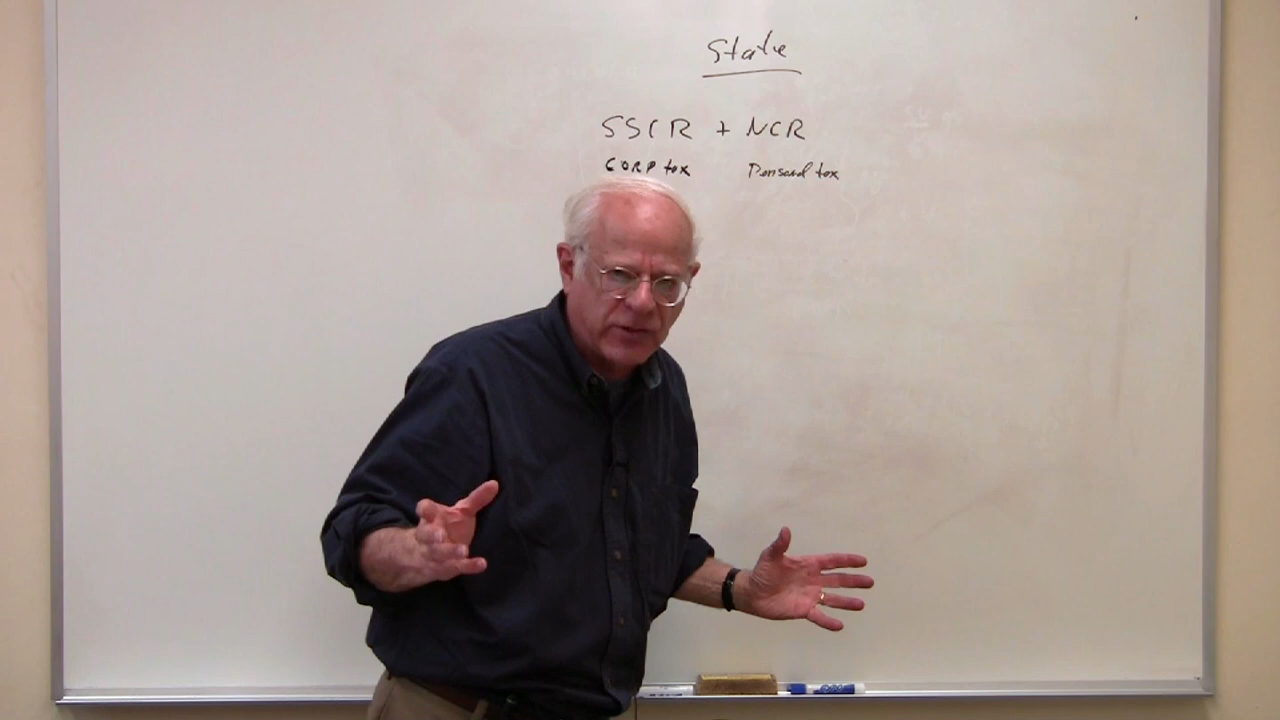 State
SSCR + NCR
CORP tax Personal tax